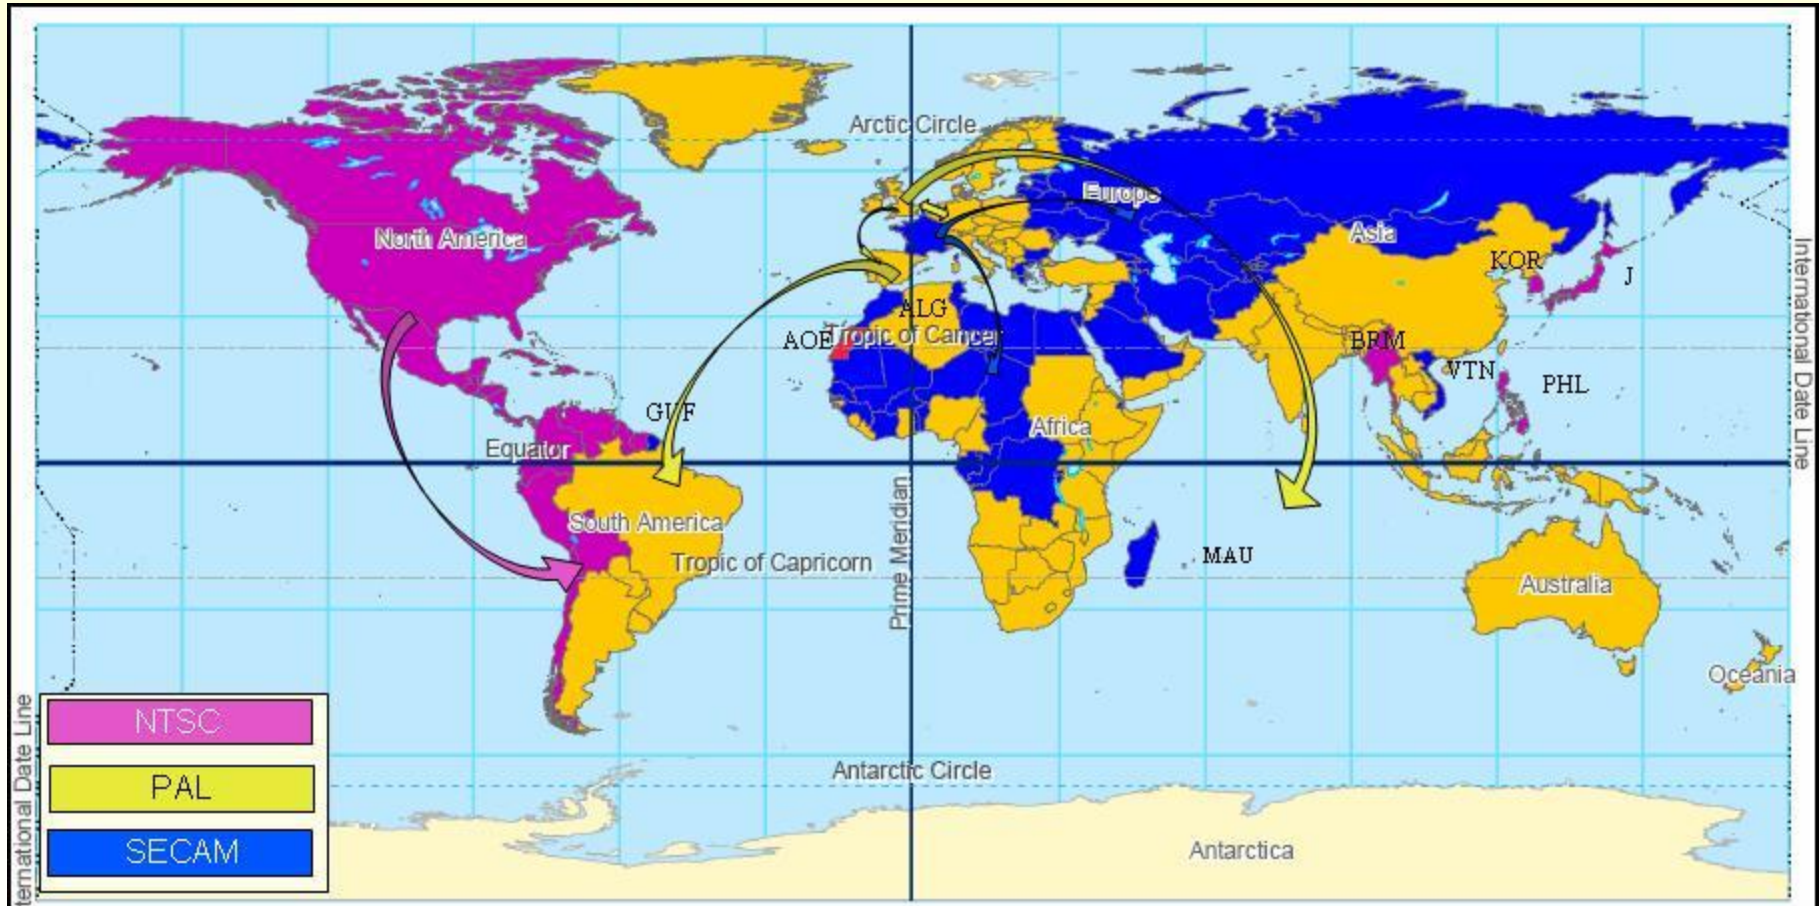 Arctic Circle
Europe
North America
Asia
KOR
J
International Date Line
ALG
AOE
Tropic of Cancer
BRM
VTN
PHL
GUF
Africa
Equator
Prime Meridian
South America
MAU
Tropic of Capricorn
Australia
Oceania
International Date Line
NTSC
PAL
SECAM
Antarctic Circle
Antarctica